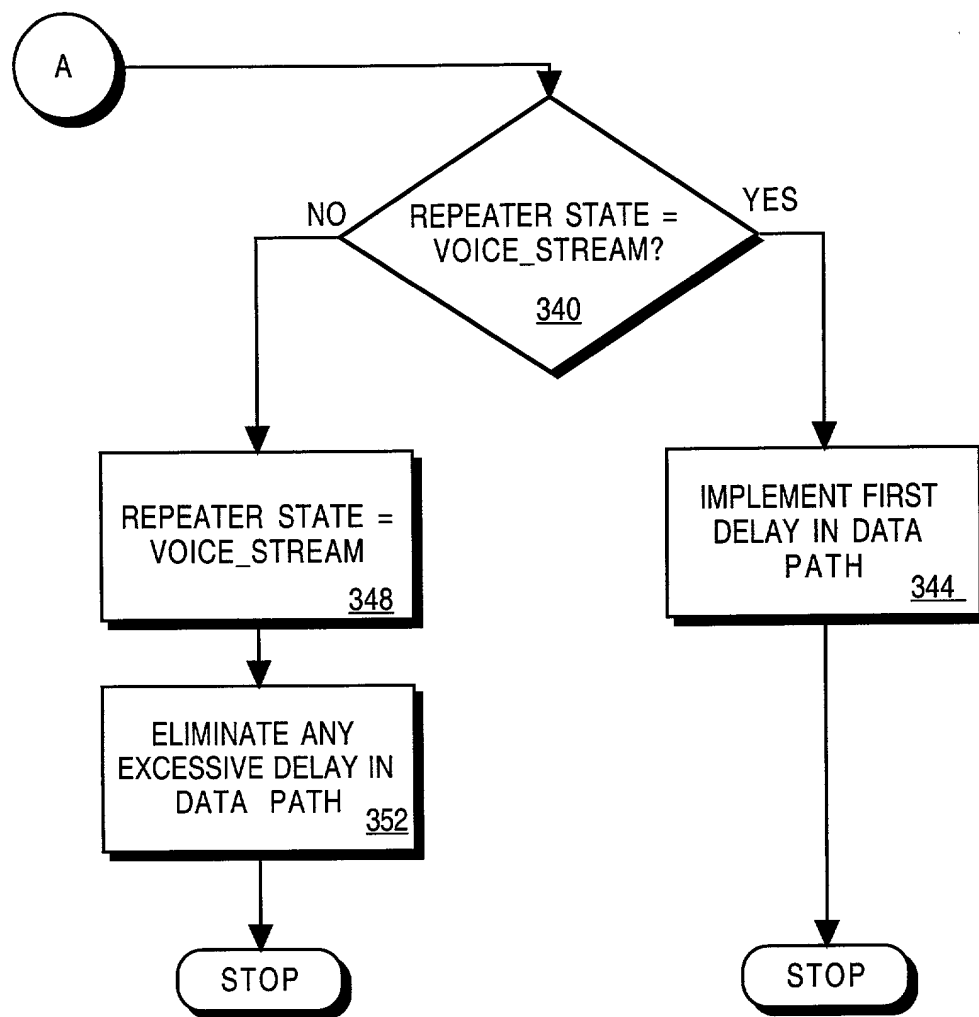 A
NO
YES
REPEATER STATE =
VOICE_STREAM?
340
REPEATER STATE =
VOICE_STREAM
348
IMPLEMENT FIRST
DELAY IN DATA
PATH
344
ELIMINATE ANY
EXCESSIVE DELAY IN
DATA PATH
352
STOP
STOP